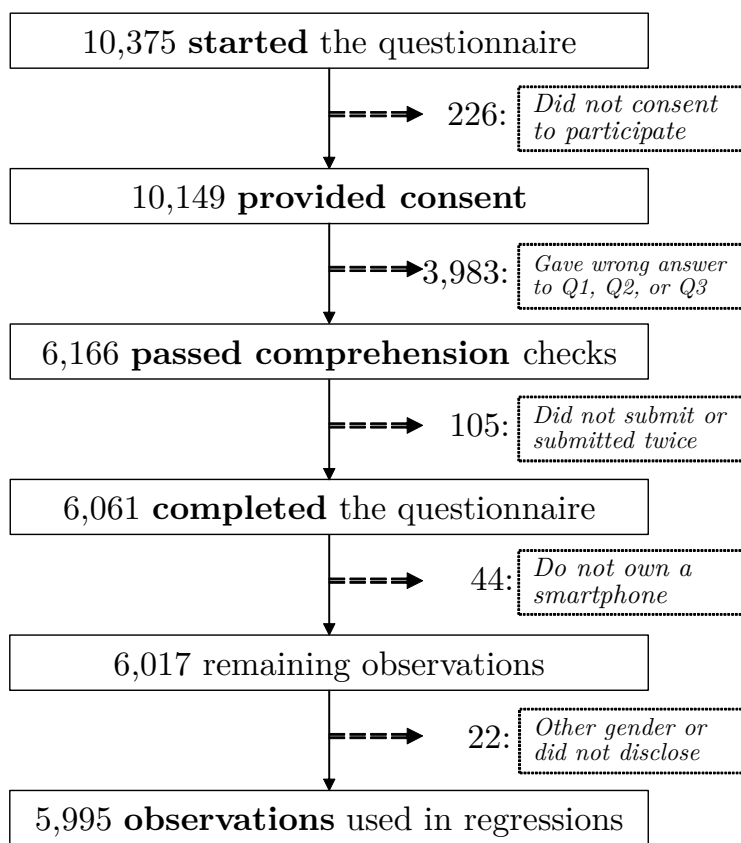 10,375 started the questionnaire
226:
Did not consent
to participate
10,149 provided consent
3,983:
Gave wrong answer
to Q1, Q2, or Q3
6,166 passed comprehension checks
105:
Did not submit or
submitted twice
6,061 completed the questionnaire
44:
Do not own a
smartphone
6,017 remaining observations
22:
Other gender or
did not disclose
5,995 observations used in regressions